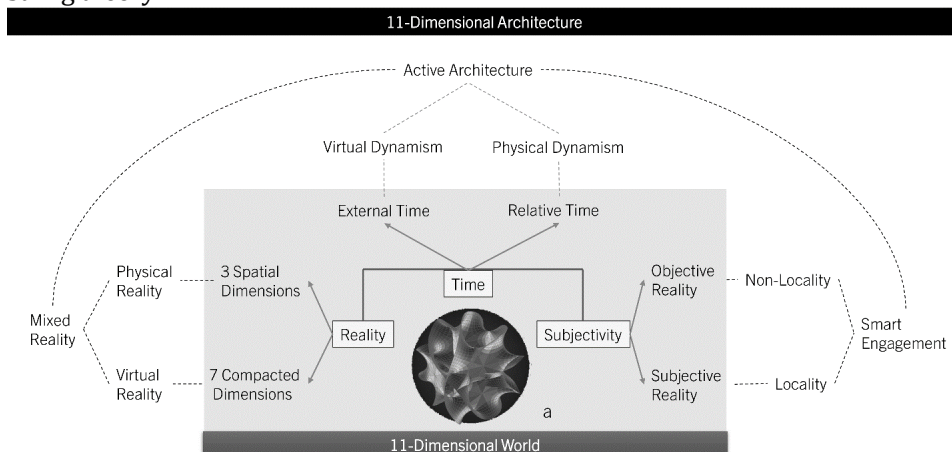 11-Dimensional Architecture
Active Architecture
Virtual Dynamism
Physical Dynamism
External Time
Relative Time
Physical
Reality
3 Spatial
Dimensions
Time
Objective
Reality
Non-Locality
Mixed
Reality
Reality
Subjectivity
Smart
Engagement
Virtual
Reality
7 Compacted
Dimensions
Subjective
Reality
Locality
a
11-Dimensional World